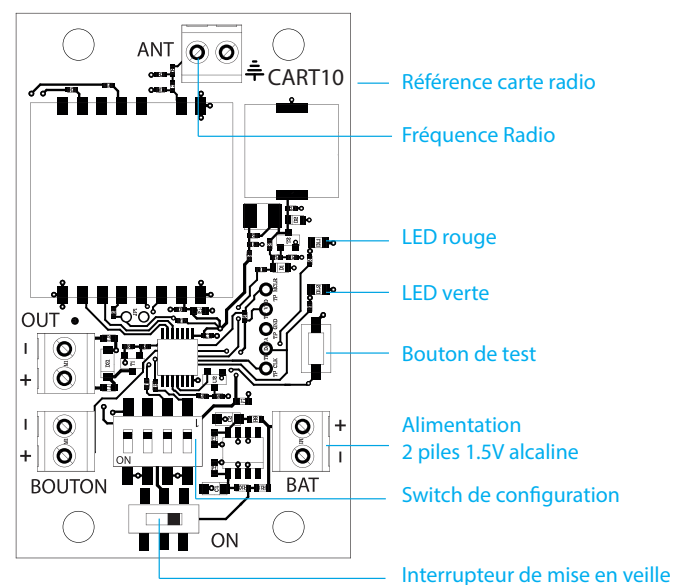 ANT
CART10
Référence carte radio
Fréquence Radio
LED rouge
LED verte
OUT
Bouton de test
- 
+
-
+
+
-
1
ON
Alimentation
2 piles 1.5V alcaline
BOUTON
BAT
Switch de configuration
ON
Interrupteur de mise en veille